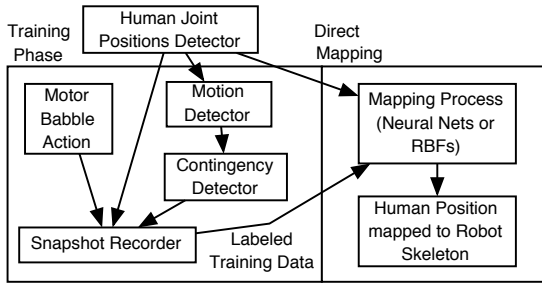 Training
Phase
Human Joint
Positions Detector
Direct
Mapping
Motor
Babble
Action
Motion
Detector
Contingency
Detector
Snapshot Recorder
Labeled
Training Data
Mapping Process
(Neural Nets or
RBFs)
Human Position
mapped to Robot
Skeleton